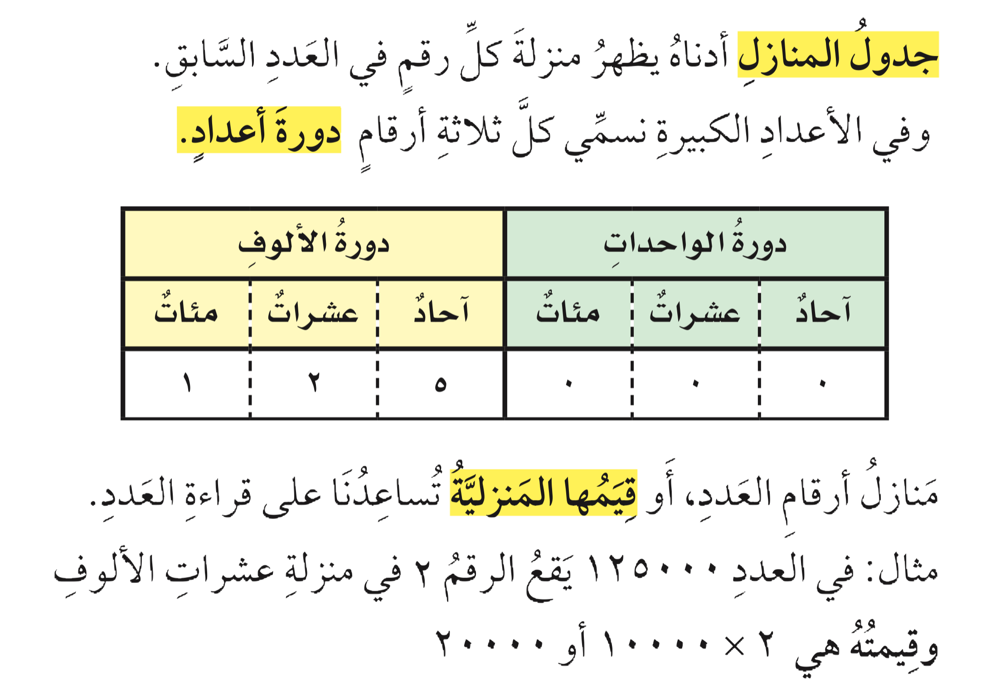 جدولُ المنازلِ أدناهُ يظهرُ منزلةَ كلِّ رقمٍ في العَددِ السَّابقِ.
وفي الأعدادِ الكبيرةِ نسمِّي كلَّ ثلاثةِ أرقامٍ دورةَ أعدادٍ.
دورةُ الواحداتِ دورةُ الألوفِ
آحادٌ عشراتٌ مئاتٌ آحادٌ عشراتٌ مئاتٌ
٠ ٠ ٠ ٥ ٢ ١
مَنازلُ أرقامِ العَددِ، أَو قِيَمُها المَنزليَّةُ تُساعِدُنَا على قراءةِ العَددِ.
مثال: في العددِ ١٢٥٠٠٠ يَقعُ الرقمُ ٢ في منزلةِ عشراتِ الألوفِ
وقِيمتُهُ هي ٢ × ١٠٠٠٠ أو ٢٠٠٠٠